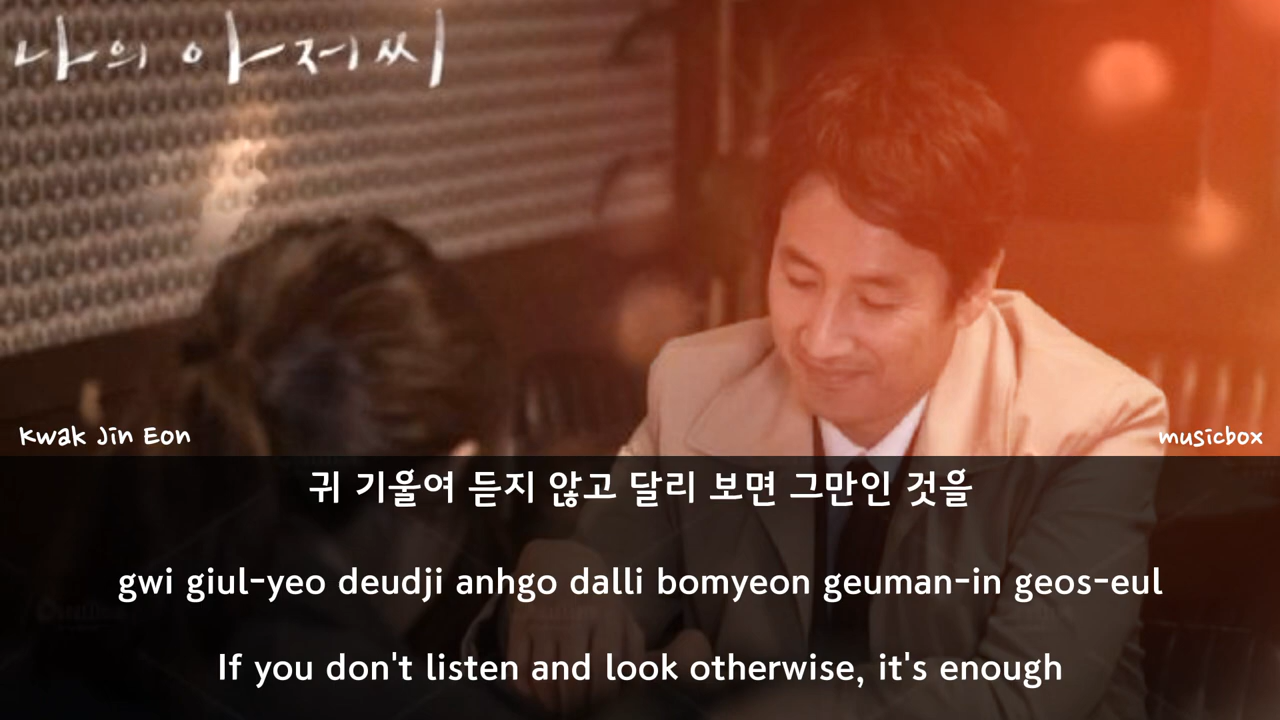 나의 아저씨
Kwak Jin Eon
musicbox
귀 기울여 듣지 않고 달리 보면 그만인 것을
gwi giul-yeo deudji anhgo dalli bomyeon geuman-in geos-eul
If you don't listen and look otherwise, it's enough